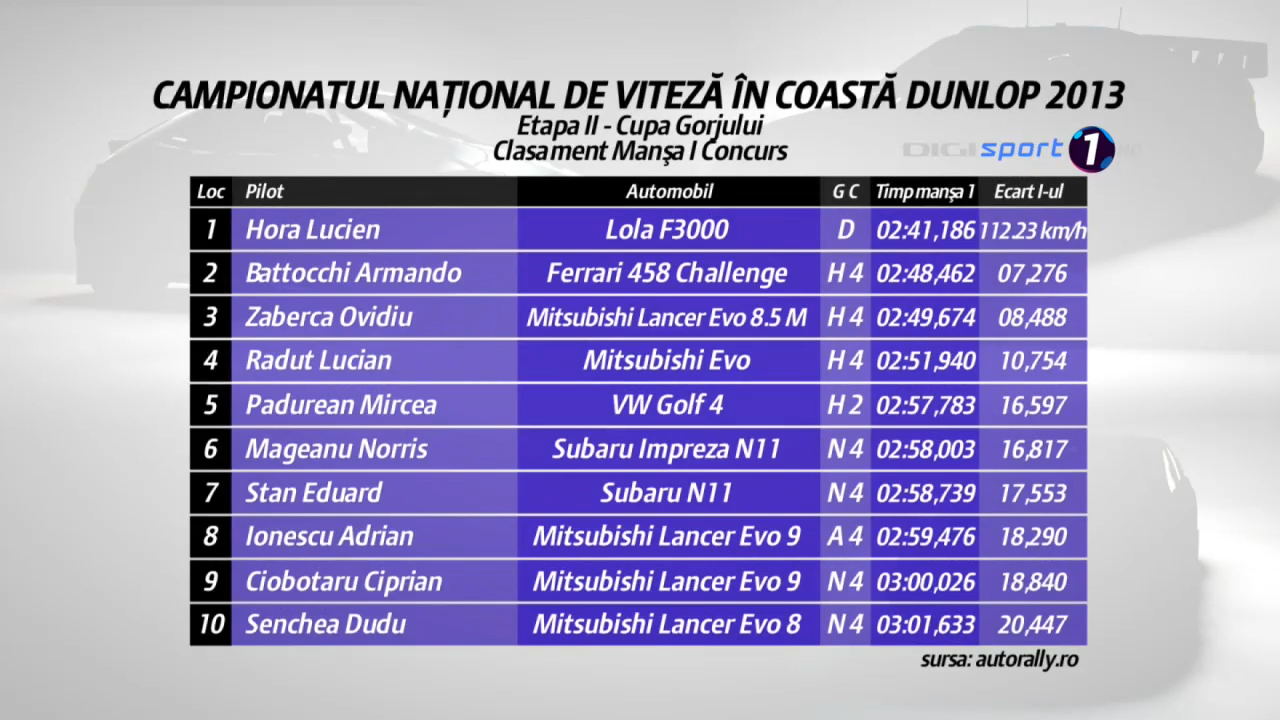 CAMPIONATUL NAȚIONAL DE VITEZĂ ÎN COASTĂ DUNLOP 2013
Etapa II - Cupa Gorjului
Clasament Manşa I Concurs
DIGI sport 1 HD
Loc Pilot Automobil G C Timp manşa 1 Ecart I-ul
1 Hora Lucien Lola F3000 D 02:41,186 112.23 km/h
2 Battocchi Armando Ferrari 458 Challenge H 4 02:48,462 07,276
3 Zaberca Ovidiu Mitsubishi Lancer Evo 8.5 M H 4 02:49,674 08,488
4 Radut Lucian Mitsubishi Evo H 4 02:51,940 10,754
5 Padurean Mircea VW Golf 4 H 2 02:57,783 16,597
6 Mageanu Norris Subaru Impreza N11 N 4 02:58,003 16,817
7 Stan Eduard Subaru N11 N 4 02:58,739 17,553
8 Ionescu Adrian Mitsubishi Lancer Evo 9 A 4 02:59,476 18,290
9 Ciobotaru Ciprian Mitsubishi Lancer Evo 9 N 4 03:00,026 18,840
10 Senchea Dudu Mitsubishi Lancer Evo 8 N 4 03:01,633 20,447
sursa: autorally.ro